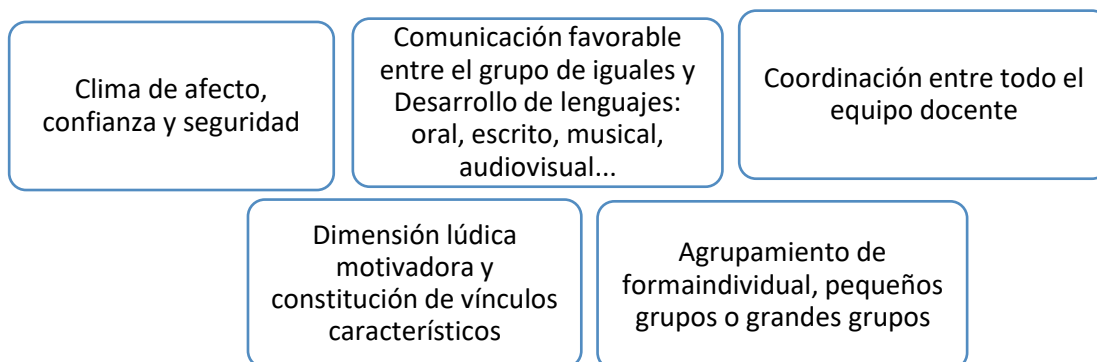 Clima de afecto,
confianza y seguridad
Comunicación favorable
entre el grupo de iguales y
Desarrollo de lenguajes:
oral, escrito, musical,
audiovisual...
Coordinación entre todo el
equipo docente
Dimensión lúdica
motivadora y
constitución de vínculos
característicos
Agrupamiento de
formaindividual, pequeños
grupos o grandes grupos